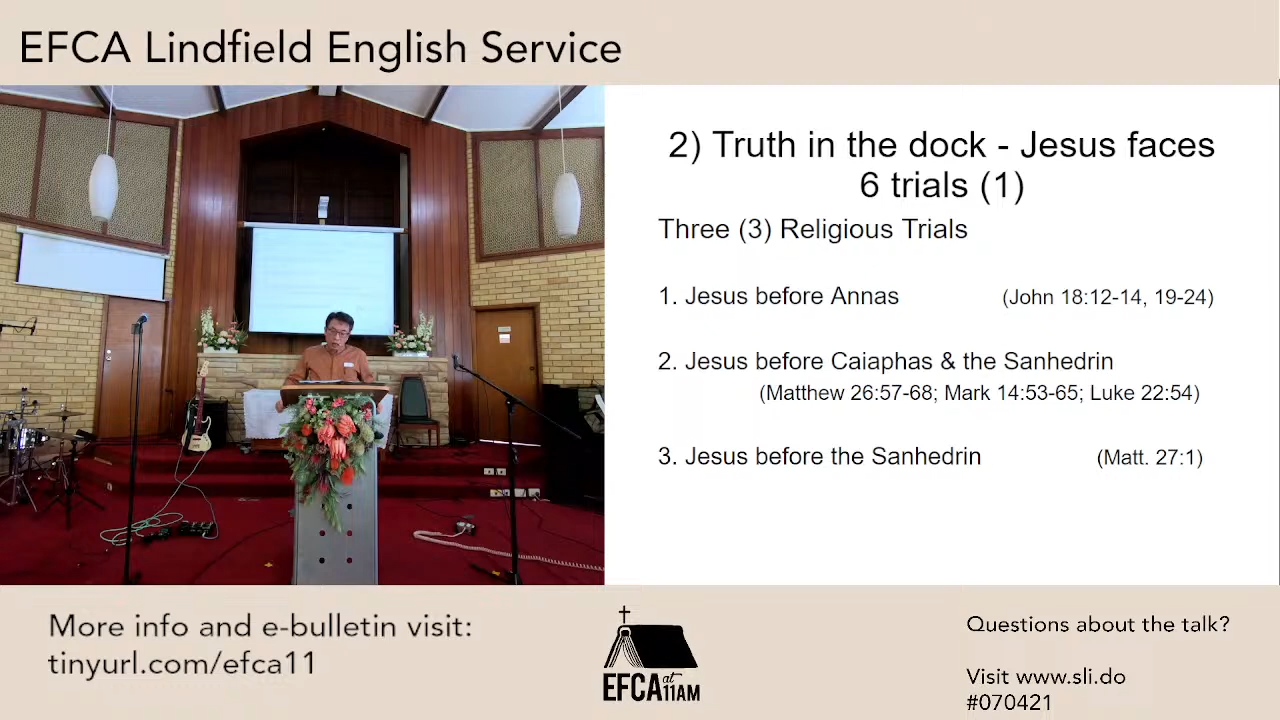 EFCA Lindfield English Service
2) Truth in the dock - Jesus faces
6 trials (1)
Three (3) Religious Trials
1. Jesus before Annas (John 18:12-14, 19-24)
2. Jesus before Caiaphas & the Sanhedrin
(Matthew 26:57-68; Mark 14:53-65; Luke 22:54)
3. Jesus before the Sanhedrin (Matt. 27:1)
More info and e-bulletin visit:
tinyurl.com/efca11
EFCA at 11AM
Questions about the talk?
Visit www.sli.do
#070421